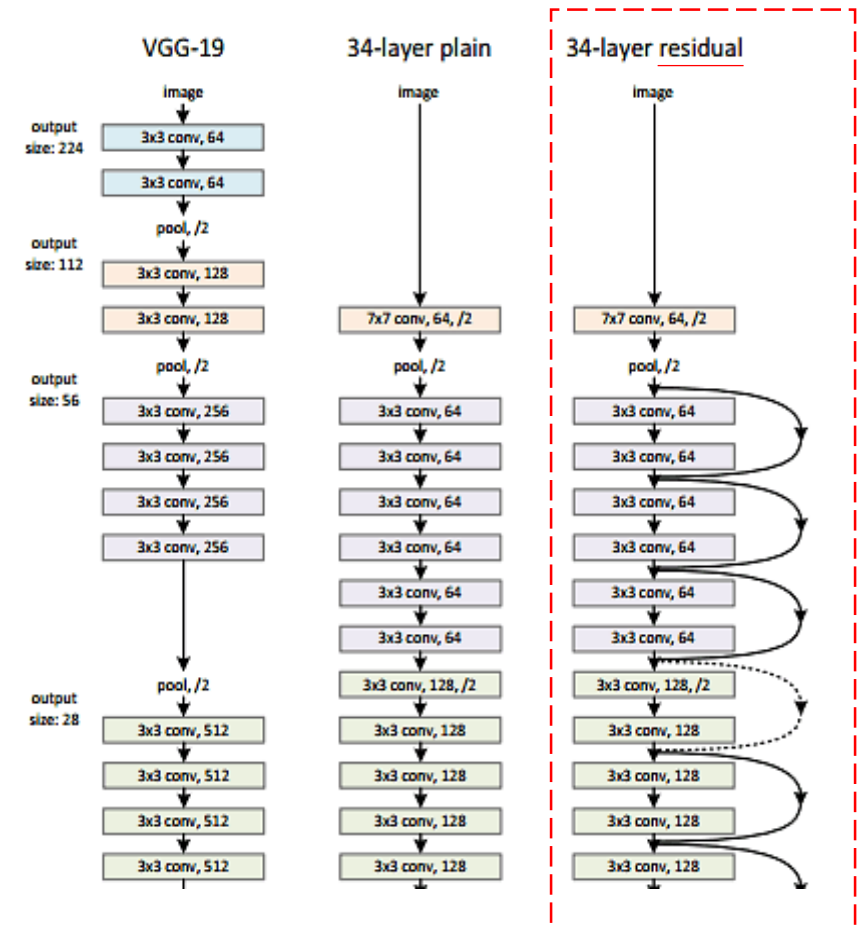 VGG-19
image
output
size: 224
3x3 conv, 64
3x3 conv, 64
pool, /2
output
size: 112
3x3 conv, 128
3x3 conv, 128
pool, /2
output
size: 56
3x3 conv, 256
3x3 conv, 256
3x3 conv, 256
3x3 conv, 256
pool, /2
output
size: 28
3x3 conv, 512
3x3 conv, 512
3x3 conv, 512
3x3 conv, 512
34-layer plain
image
7x7 conv, 64, /2
pool, /2
3x3 conv, 64
3x3 conv, 64
3x3 conv, 64
3x3 conv, 64
3x3 conv, 64
3x3 conv, 64
3x3 conv, 128, /2
3x3 conv, 128
3x3 conv, 128
3x3 conv, 128
3x3 conv, 128
34-layer residual
image
7x7 conv, 64, /2
pool, /2
3x3 conv, 64
3x3 conv, 64
3x3 conv, 64
3x3 conv, 64
3x3 conv, 64
3x3 conv, 64
3x3 conv, 128, /2
3x3 conv, 128
3x3 conv, 128
3x3 conv, 128
3x3 conv, 128